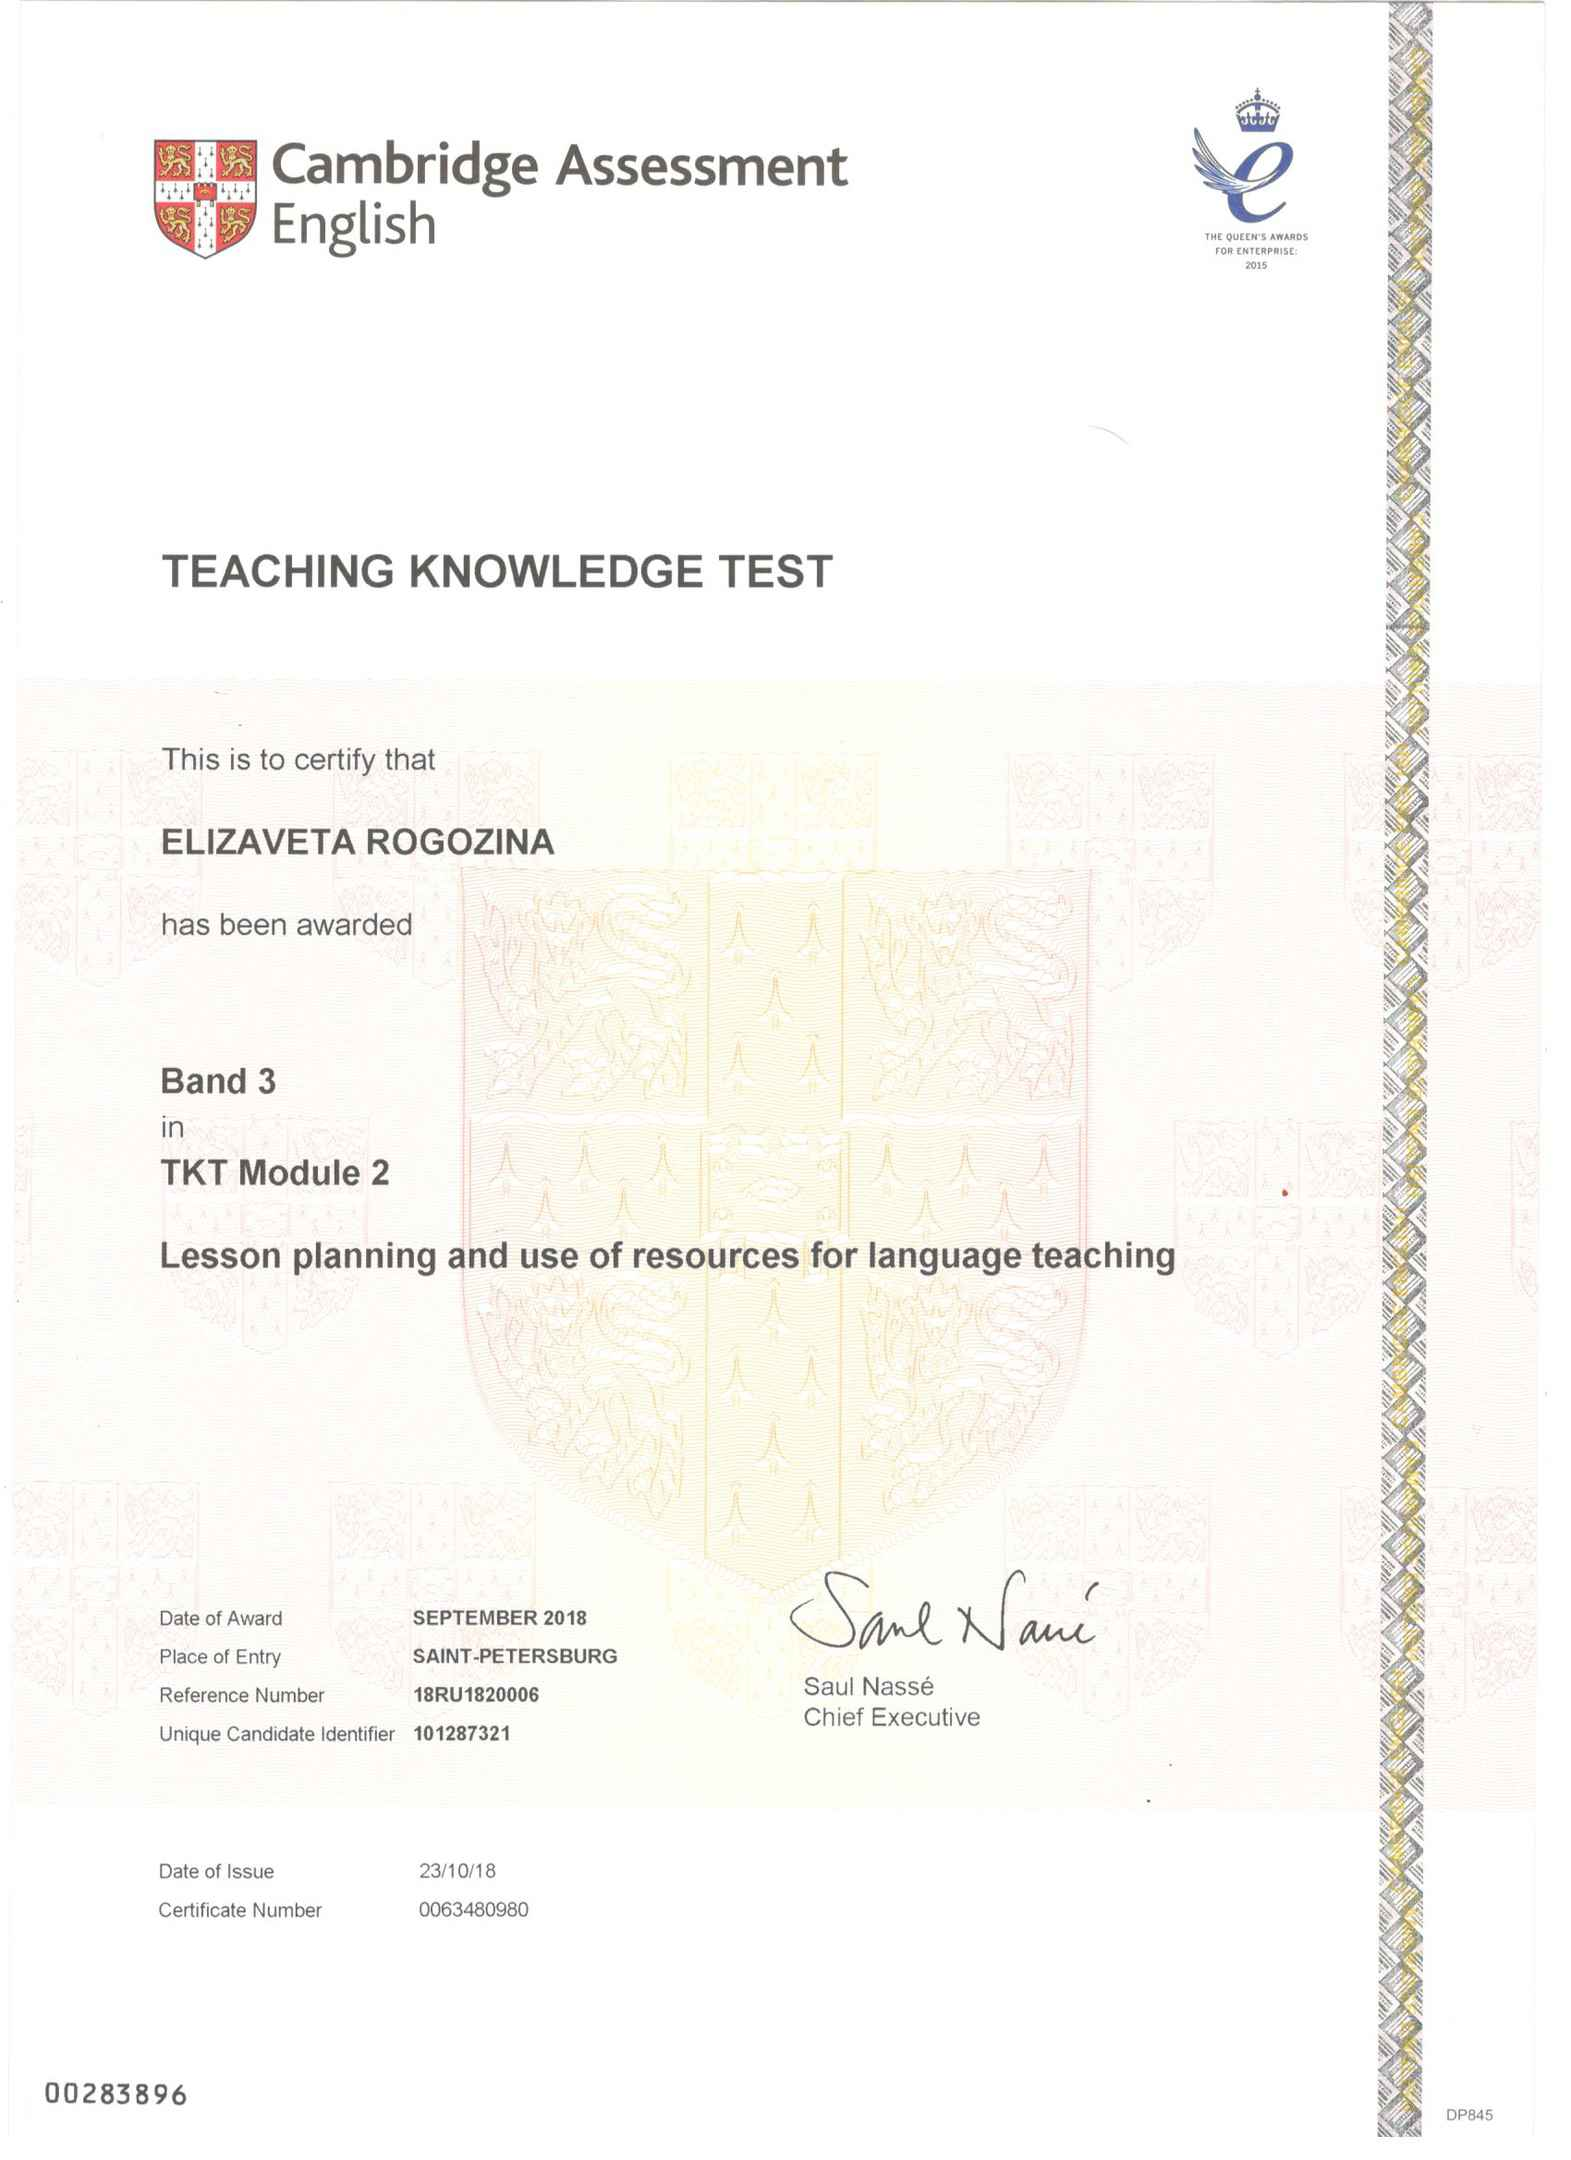 Cambridge Assessment
English
THE QUEEN'S AWARDS
FOR ENTERPRISE:
2015
TEACHING KNOWLEDGE TEST
This is to certify that
ELIZAVETA ROGOZINA
has been awarded
Band 3
in
TKT Module 2
Lesson planning and use of resources for language teaching
Date of Award SEPTEMBER 2018
Place of Entry SAINT-PETERSBURG
Reference Number 18RU1820006
Unique Candidate Identifier 101287321
Saul Nassé
Saul Nassé
Chief Executive
Date of Issue 23/10/18
Certificate Number 0063480980
00283896
DP845